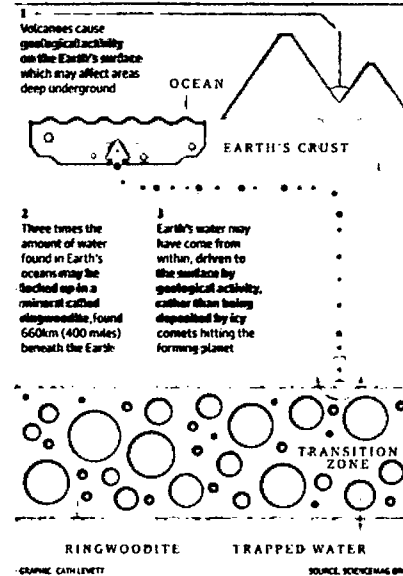 1
Volcanoes cause
geological activity
on the Earth's surface
which may affect areas
deep underground
OCEAN
EARTH'S CRUST
2
Three times the
amount of water
found in Earth's
oceans may be
locked up in a
mineral called
ringwoodite, found
660km (400 miles)
beneath the Earth
3
Earth's water may
have come from
within, driven to
the surface by
geological activity,
rather than being
deposited by icy
comets hitting the
forming planet
TRANSITION
ZONE
RINGWOODITE
TRAPPED WATER
GRAPHIC CATH LEVETT
SOURCE, SCIENCEMAG